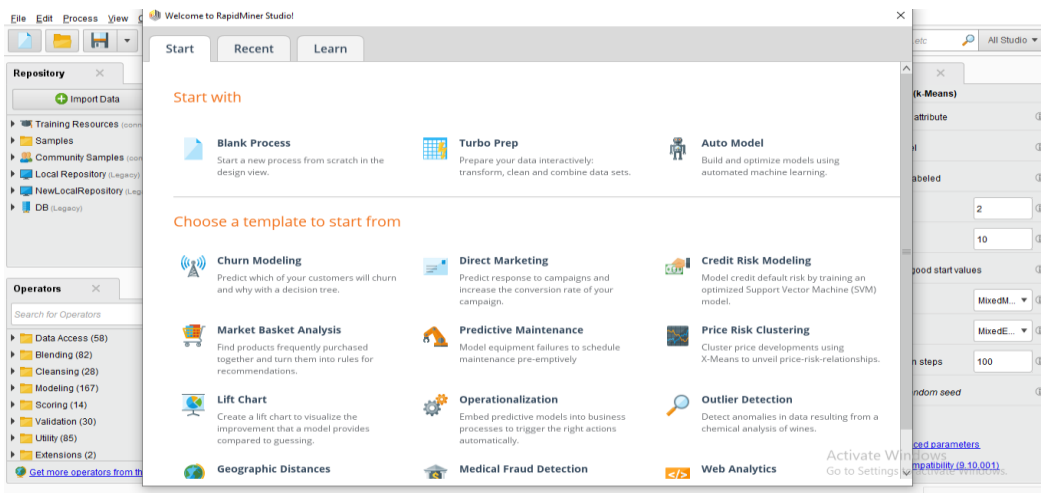 File Edit Process View
Welcome to RapidMiner Studio!
etc
All Studio
Start Recent Learn
Repository
Import Data
Training Resources (conn
Samples
Community Samples (con
Local Repository (Legacy)
NewLocalRepository (Leg
DB (Legacy)
Operators
Search for Operators
Data Access (58)
Blending (82)
Cleansing (28)
Modeling (167)
Scoring (14)
Validation (30)
Utility (85)
Extensions (2)
Get more operators from th
Start with
Blank Process
Start a new process from scratch in the
design view.
Turbo Prep
Prepare your data interactively:
transform, clean and combine data sets.
Auto Model
Build and optimize models using
automated machine learning.
Choose a template to start from
Churn Modeling
Predict which of your customers will churn
and why with a decision tree.
Direct Marketing
Predict response to campaigns and
increase the conversion rate of your
campaign.
Credit Risk Modeling
Model credit default risk by training an
optimized Support Vector Machine (SVM)
model.
Market Basket Analysis
Find products frequently purchased
together and turn them into rules for
recommendations.
Predictive Maintenance
Model equipment failures to schedule
maintenance pre-emptively
Price Risk Clustering
Cluster price developments using
X-Means to unveil price-risk-relationships.
Lift Chart
Create a lift chart to visualize the
improvement that a model provides
compared to guessing.
Operationalization
Embed predictive models into business
processes to trigger the right actions
automatically.
Outlier Detection
Detect anomalies in data resulting from a
chemical analysis of wines.
Geographic Distances
Medical Fraud Detection
Web Analytics
(k-Means)
attribute
abeled
2
10
good start values
MixedM...
MixedE...
n steps 100
ndom seed
ced parameters
mpatibility (9.10.001)
Activate Windows
Go to Settings to activate Windows.